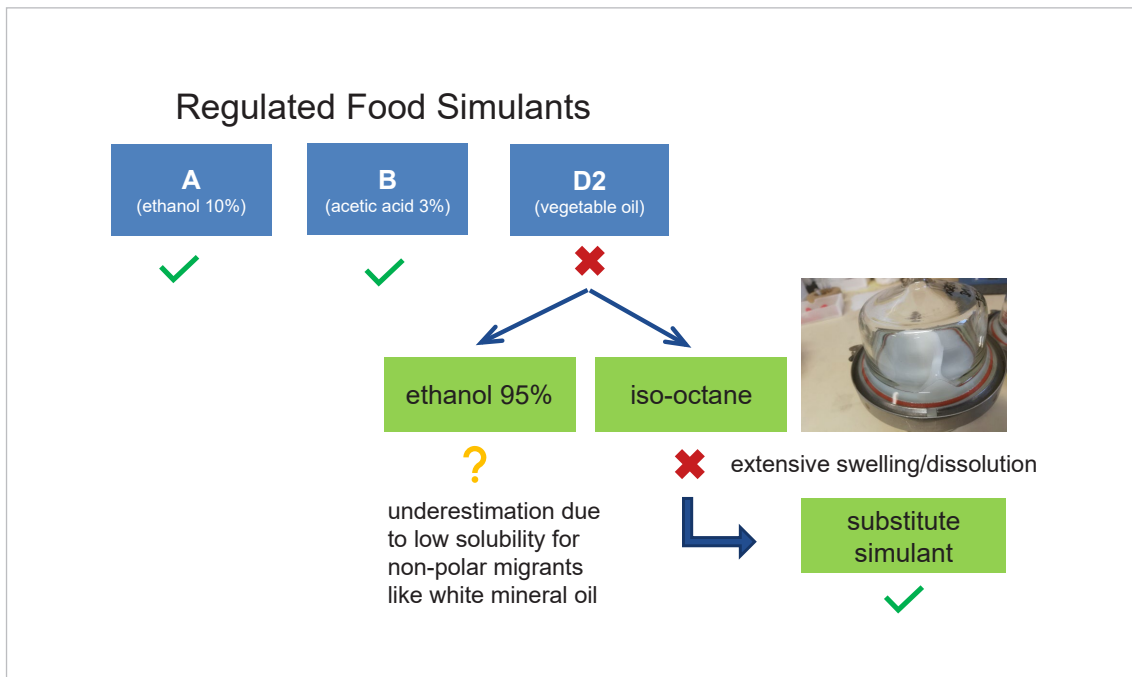 Regulated Food Simulants
A
(ethanol 10%)
B
(acetic acid 3%)
D2
(vegetable oil)
ethanol 95%
iso-octane
?
underestimation due
to low solubility for
non-polar migrants
like white mineral oil
extensive swelling/dissolution
substitute
simulant